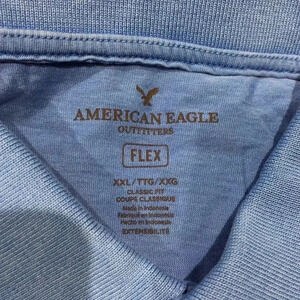 AMERICAN EAGLE
OUTFITTERS
FLEX
XXL/TTG/XXG
CLASSIC FIT
COUPE CLASSIQUE
Made in Indonesia
Fabriqué en Indonésie
Hecho en Indonesia
EXTENSIBILITÉ